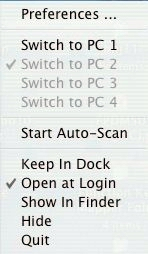 Preferences ...
Switch to PC 1
✓ Switch to PC 2
Switch to PC 3
Switch to PC 4
Start Auto-Scan
Keep In Dock
✓ Open at Login
Show In Finder
Hide
Quit